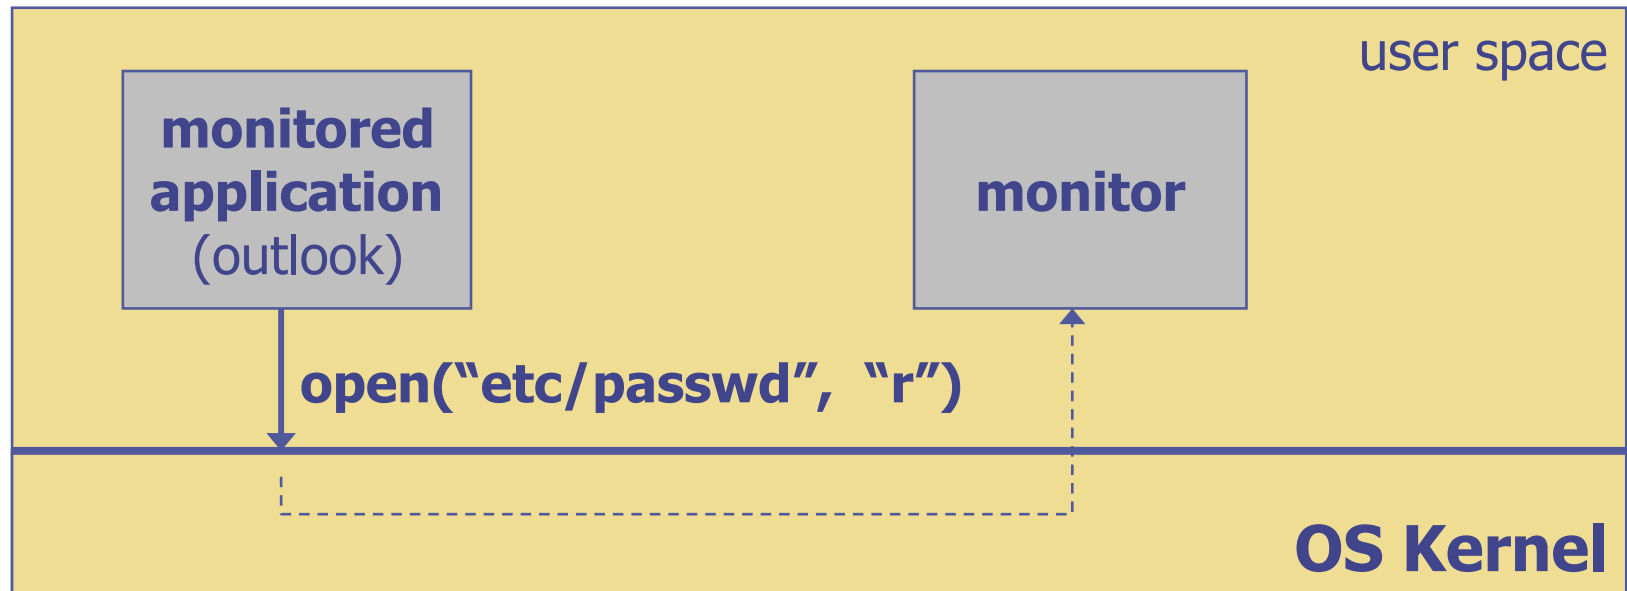 user space
monitored
application
(outlook)
monitor
open(“etc/passwd”, “r”)
OS Kernel